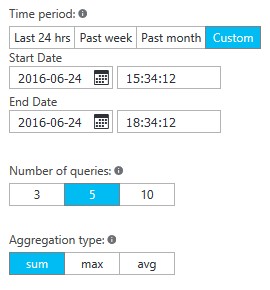 Time period:
Last 24 hrs Past week Past month Custom
Start Date
2016-06-24 15:34:12
End Date
2016-06-24 18:34:12
Number of queries:
3 5 10
Aggregation type:
sum max avg